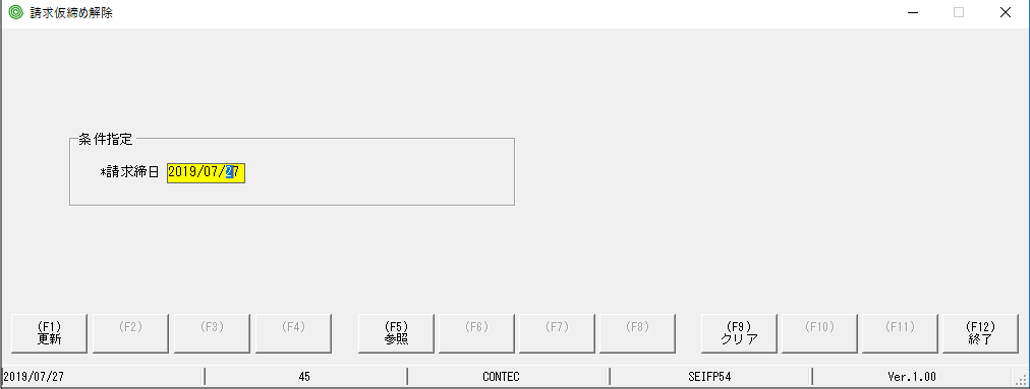 請求仮締め解除
条件指定
*請求締日 2019/07/27
(F1) (F2) (F3) (F4) (F5) (F6) (F7) (F8) (F9) (F10) (F11) (F12)
更新 参照 クリア 終了
2019/07/27 45 CONTEC SEIFP54 Ver.1.00